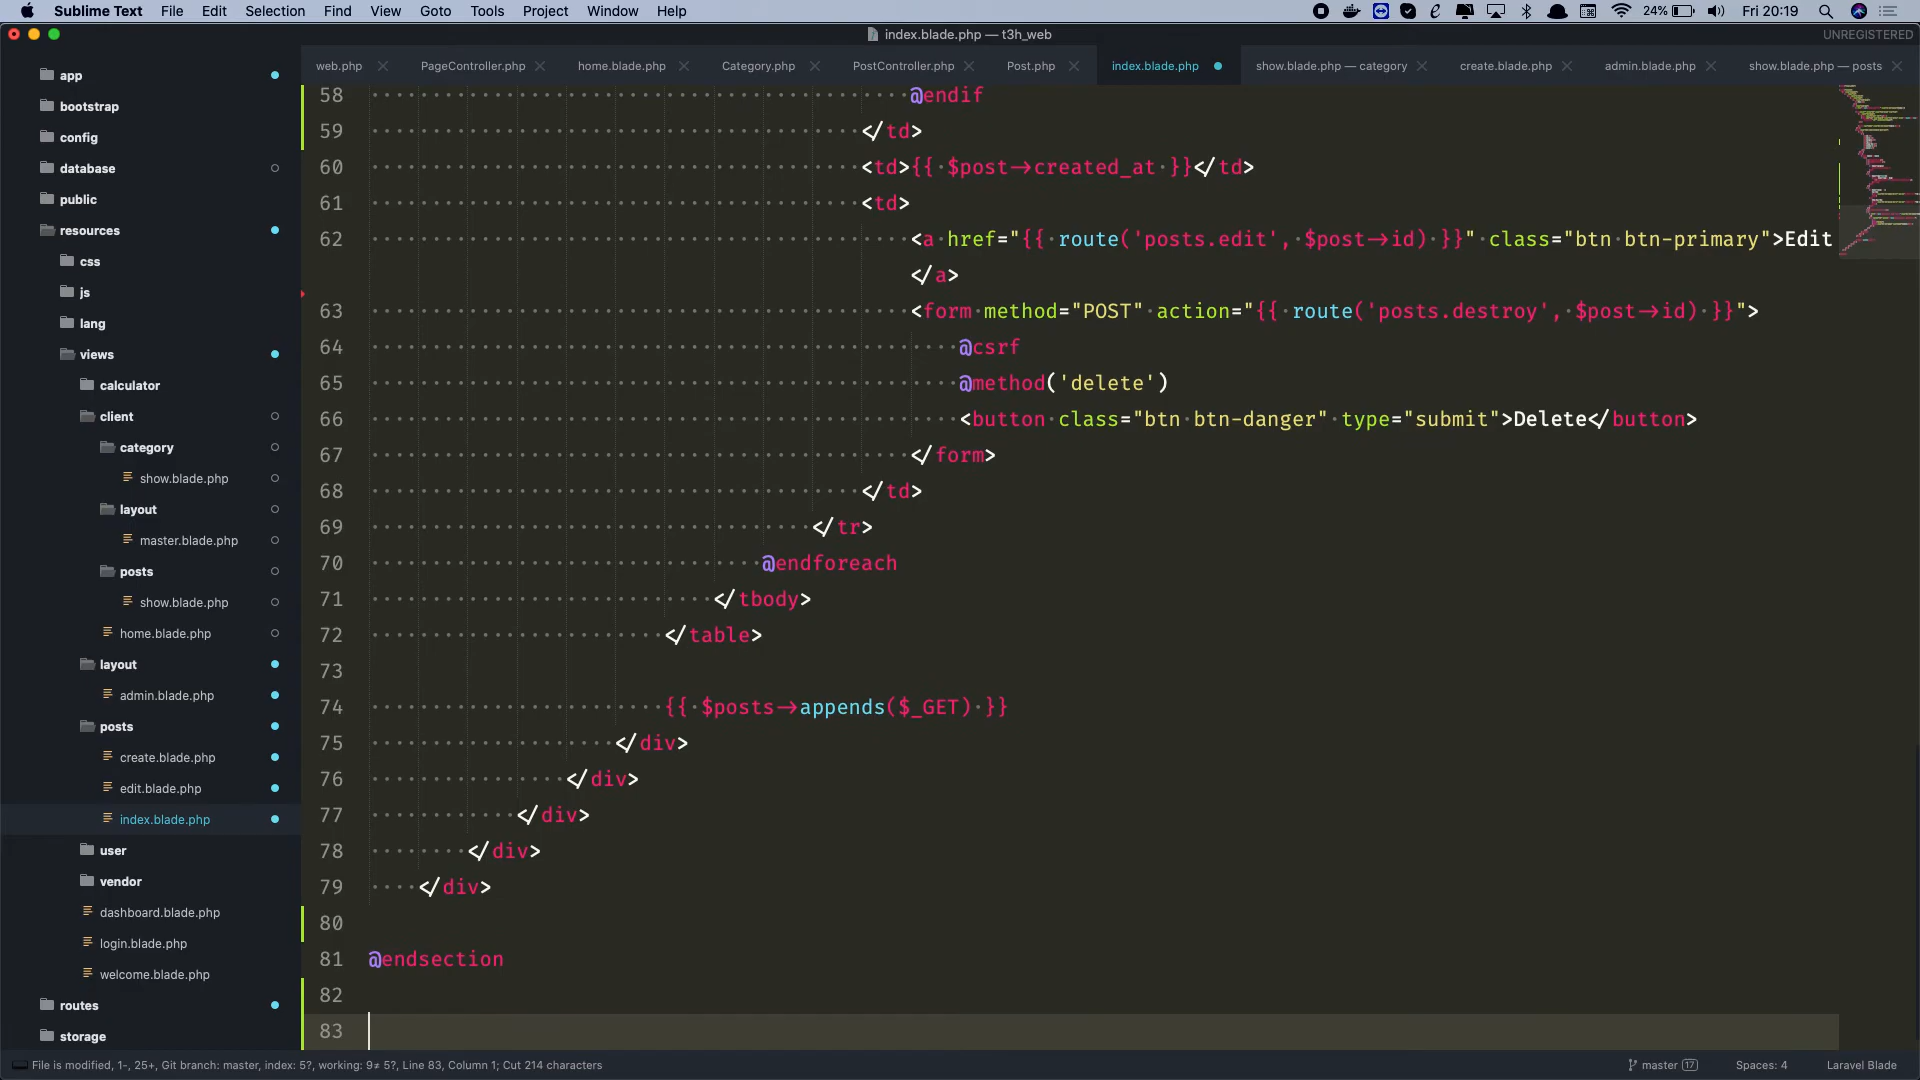 Sublime Text File Edit Selection Find View Goto Tools Project Window Help 24% Fri 20:19
index.blade.php — t3h_web UNREGISTERED
web.php PageController.php home.blade.php Category.php PostController.php Post.php index.blade.php show.blade.php — category create.blade.php admin.blade.php show.blade.php — posts
app
bootstrap
config
database
public
resources
css
js
lang
views
calculator
client
category
show.blade.php
layout
master.blade.php
posts
show.blade.php
home.blade.php
layout
admin.blade.php
posts
create.blade.php
edit.blade.php
index.blade.php
user
vendor
dashboard.blade.php
login.blade.php
welcome.blade.php
routes
storage
58 @endif
59 </td>
60 <td>{{ $post->created_at }}</td>
61 <td>
62 <a href="{{ route('posts.edit', $post->id) }}" class="btn btn-primary">Edit
</a>
63 <form method="POST" action="{{ route('posts.destroy', $post->id) }}">
64 @csrf
65 @method('delete')
66 <button class="btn btn-danger" type="submit">Delete</button>
67 </form>
68 </td>
69 </tr>
70 @endforeach
71 </tbody>
72 </table>
73
74 {{ $posts->appends($_GET) }}
75 </div>
76 </div>
77 </div>
78 </div>
79 </div>
80
81 @endsection
82
83
File is modified, 1-, 25+, Git branch: master, index: 5?, working: 9≠ 5?, Line 83, Column 1; Cut 214 characters master 17 Spaces: 4 Laravel Blade